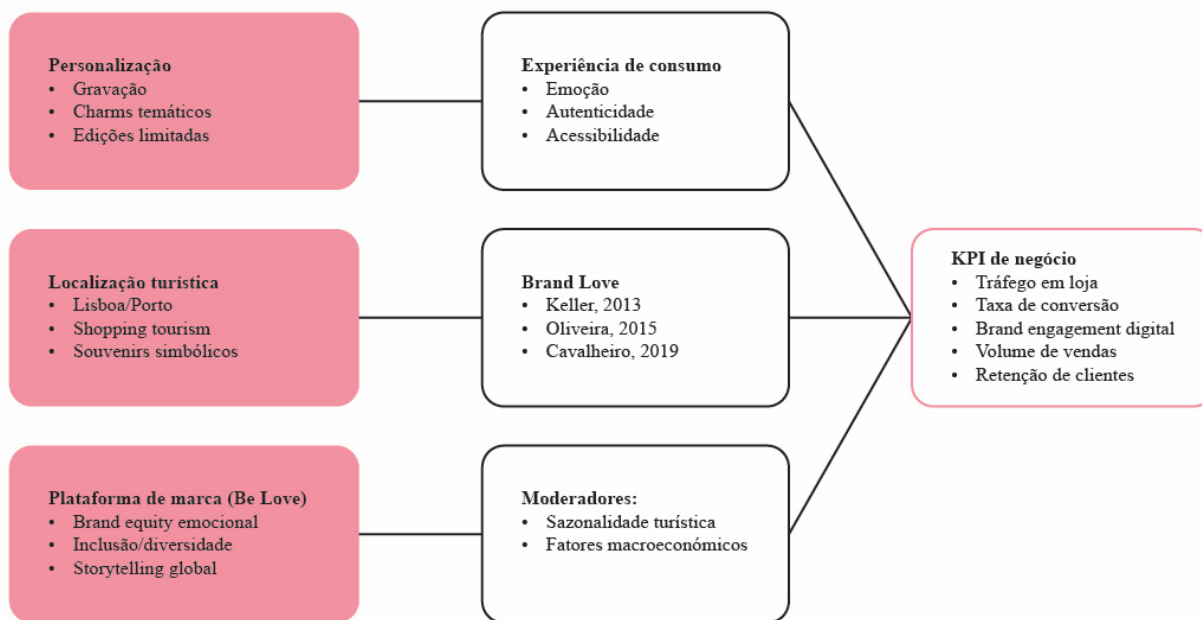 Personalização
• Gravação
• Charms temáticos
• Edições limitadas
Experiência de consumo
• Emoção
• Autenticidade
• Acessibilidade
Localização turística
• Lisboa/Porto
• Shopping tourism
• Souvenirs simbólicos
Brand Love
• Keller, 2013
• Oliveira, 2015
• Cavalheiro, 2019
KPI de negócio
• Tráfego em loja
• Taxa de conversão
• Brand engagement digital
• Volume de vendas
• Retenção de clientes
Plataforma de marca (Be Love)
• Brand equity emocional
• Inclusão/diversidade
• Storytelling global
Moderadores:
• Sazonalidade turística
• Fatores macroeconómicos